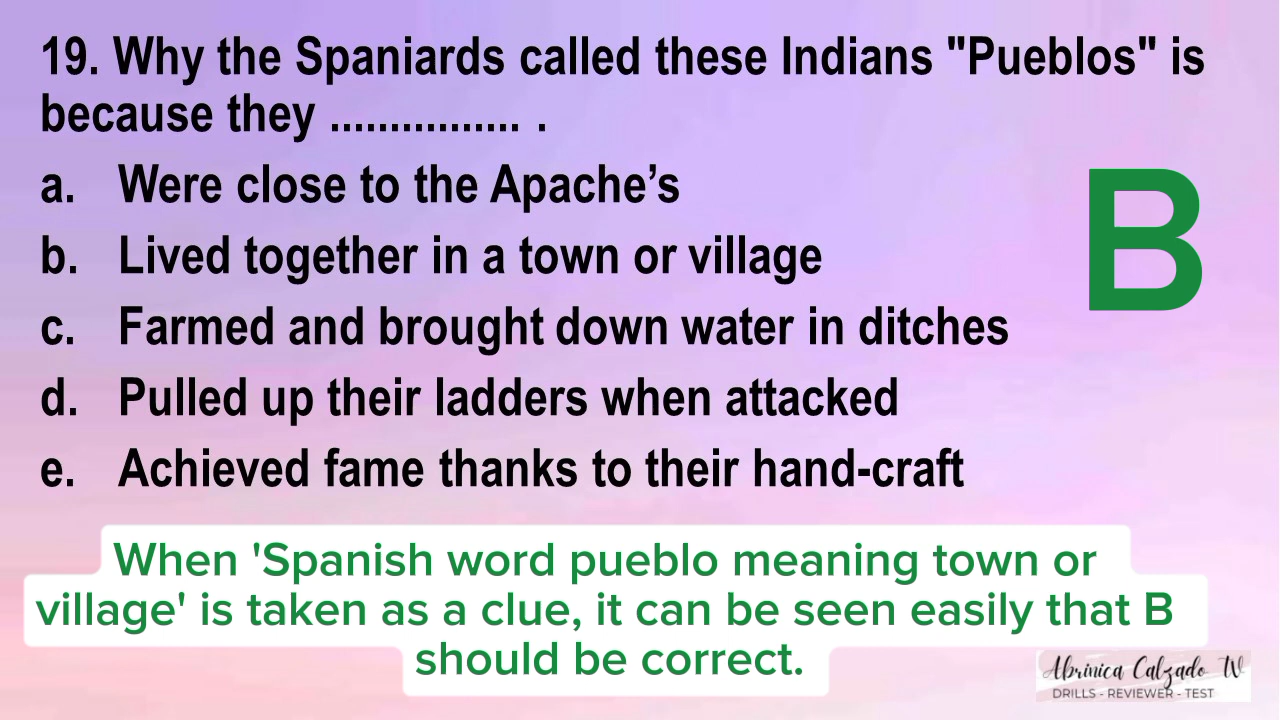 19. Why the Spaniards called these Indians "Pueblos" is
because they ................ .
a. Were close to the Apache’s
b. Lived together in a town or village
c. Farmed and brought down water in ditches
d. Pulled up their ladders when attacked
e. Achieved fame thanks to their hand-craft
B
When 'Spanish word pueblo meaning town or
village' is taken as a clue, it can be seen easily that B
should be correct.
Abrinica Calzado TV
DRILLS - REVIEWER - TEST